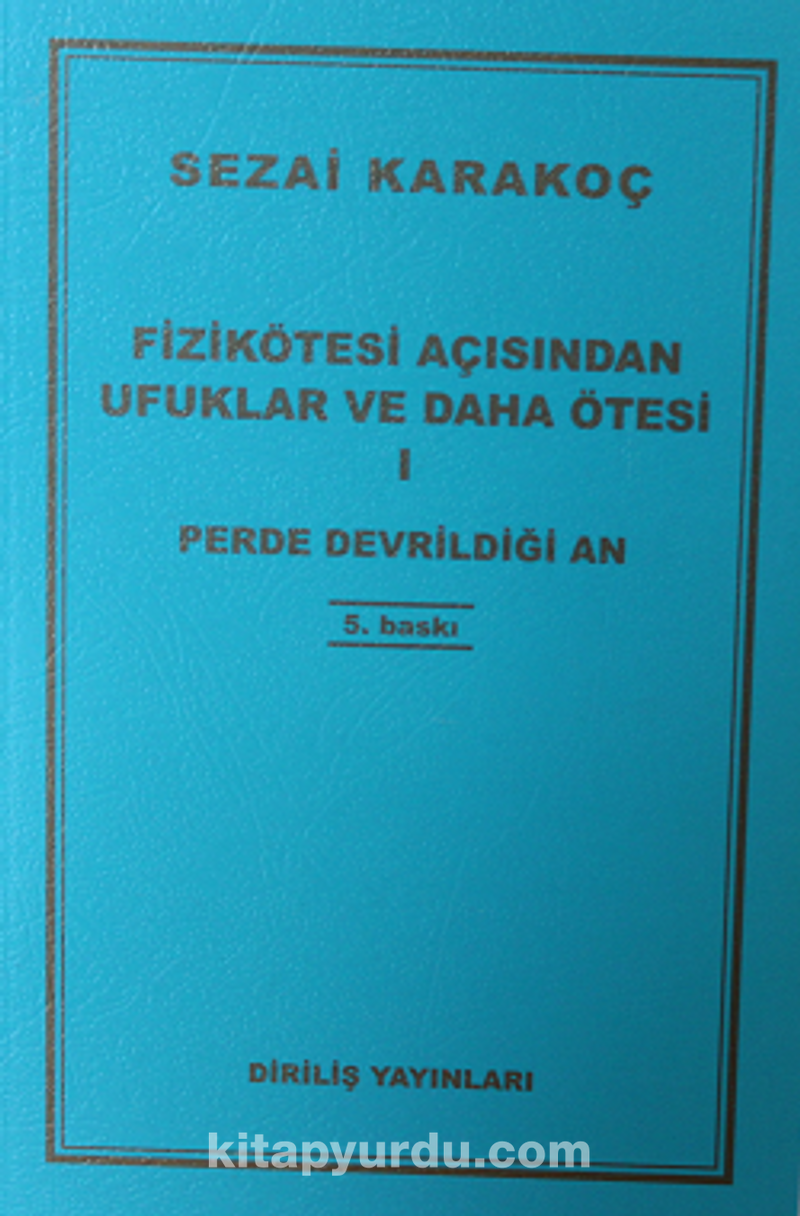 SEZAİ KARAKOÇ
FİZİKÖTESİ AÇISINDAN
UFUKLAR VE DAHA ÖTESİ
I
PERDE DEVRİLDİĞİ AN
5. baskı
DİRİLİŞ YAYINLARI
kitapyurdu.com